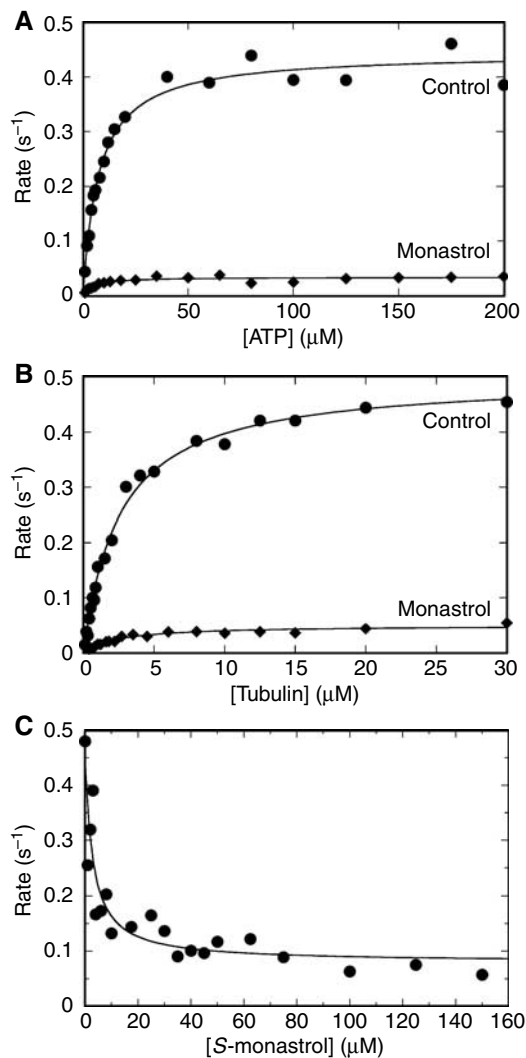 A
0.5
0.4
0.3
0.2
0.1
0
Rate (s⁻¹)
Control
Monastrol
0 50 100 150 200
[ATP] (μM)
B
0.5
0.4
0.3
0.2
0.1
0
Rate (s⁻¹)
Control
Monastrol
0 5 10 15 20 25 30
[Tubulin] (μM)
C
0.5
0.4
0.3
0.2
0.1
0
Rate (s⁻¹)
0 20 40 60 80 100 120 140 160
[S-monastrol] (μM)